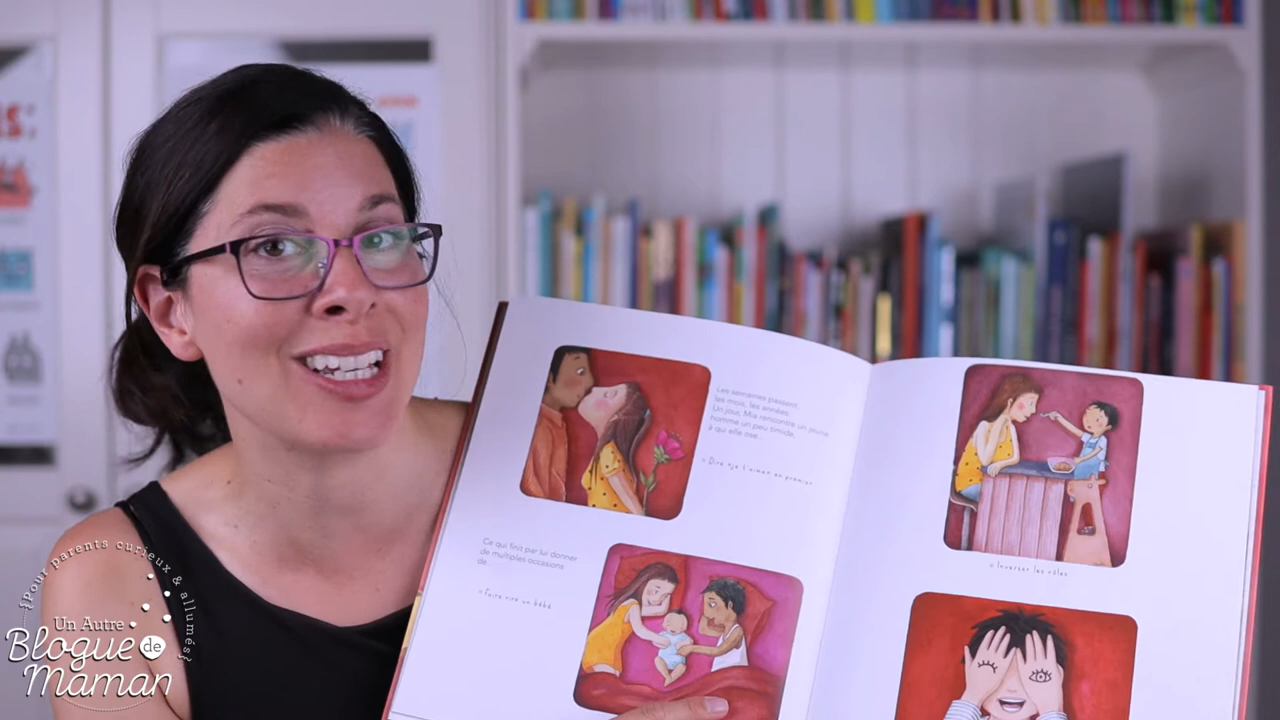 S:
Les semaines passent,
les mois, les années.
Un jour, Mia rencontre un jeune
homme un peu timide,
à qui elle ose...
Dire «je t'aime» en premier
Ce qui finit par lui donner
de multiples occasions
de...
Faire rire un bébé
Inverser les rôles
{Pour parents curieux & allumés}
Un Autre
Blogue de
Maman